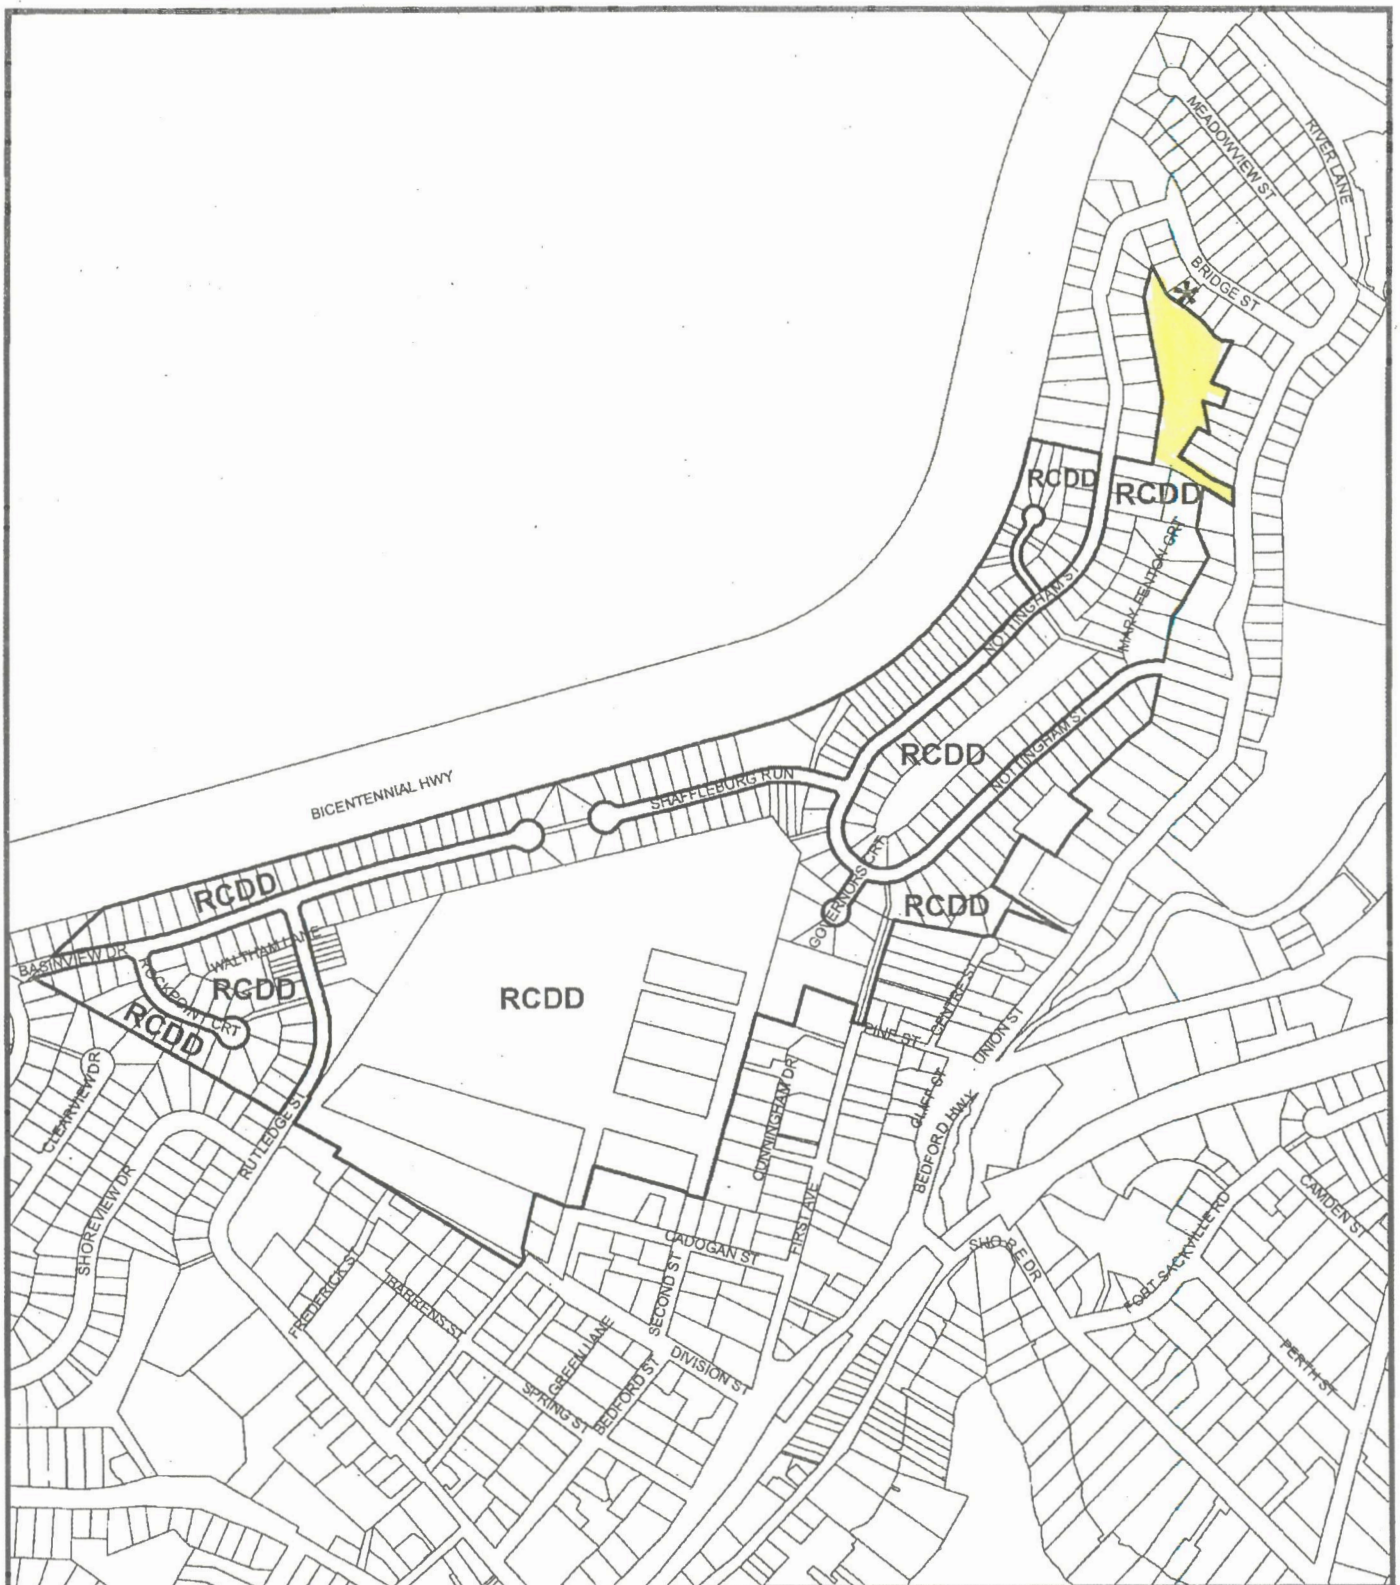 MEADOWVIEW ST
RIVER LANE
BRIDGE ST
RCDD
RCDD
MARY FENTON CRT
NOTTINGHAM ST
RCDD
NOTTINGHAM ST
BICENTENNIAL HWY
SHAFFLEBURG RUN
RCDD
GOVERNORS CRT
RCDD
BASINVIEW DR
WALTHAM LANE
ROCKPOINT CRT
RCDD
RCDD
RCDD
PINE ST
CENTRE ST
UNION ST
CLIFF ST
BEDFORD HWY
CUNNINGHAM DR
CLEARVIEW DR
RUTLEDGE ST
SHOREVIEW DR
FIRST AVE
CADOGAN ST
SECOND ST
SHORE DR
FORT SACKVILLE RD
CAMDEN ST
FREDERICK ST
BARRENS ST
GREEN LANE
DIVISION ST
SPRING ST
BEDFORD ST
PERTH ST